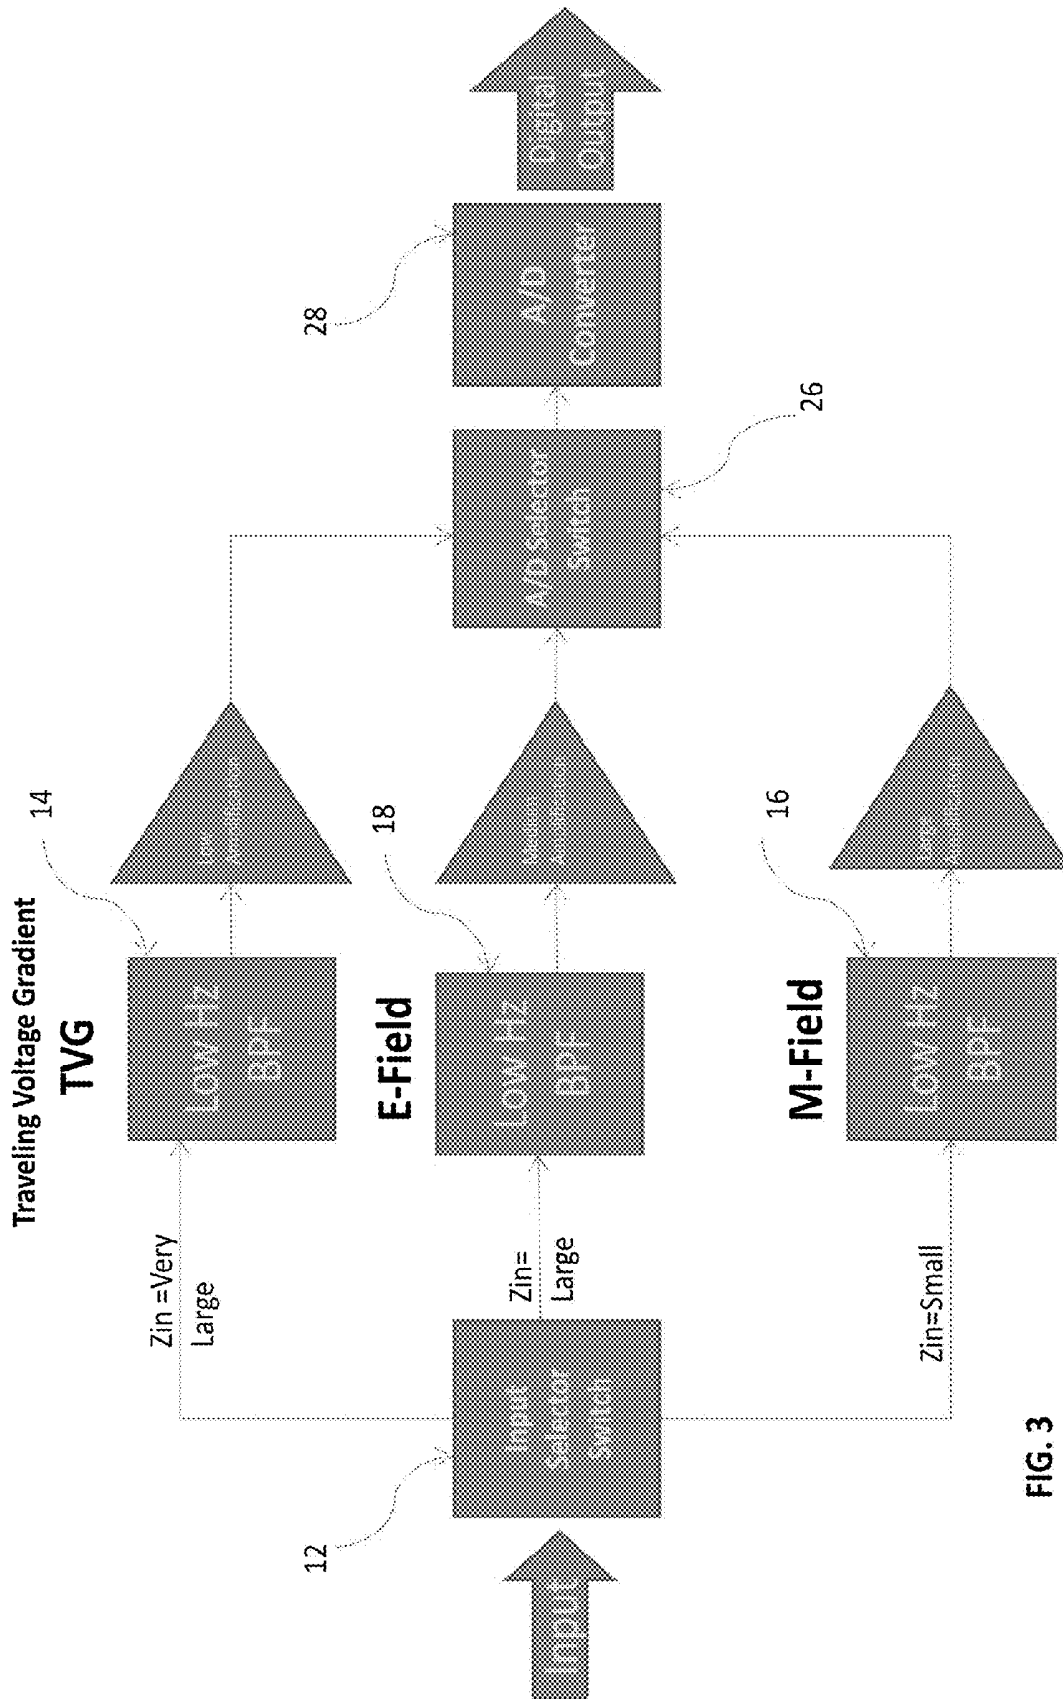 Traveling Voltage Gradient
TVG
14
Low Hz
BPF
Zin =Very
Large
28
12
Input
Input
Selector
Switch
Zin=
Large
E-Field
18
Low Hz
BPF
A/D Selector
Switch
A/D
Converter
Digital
Output
26
Zin=Small
M-Field
16
Low Hz
BPF
FIG. 3